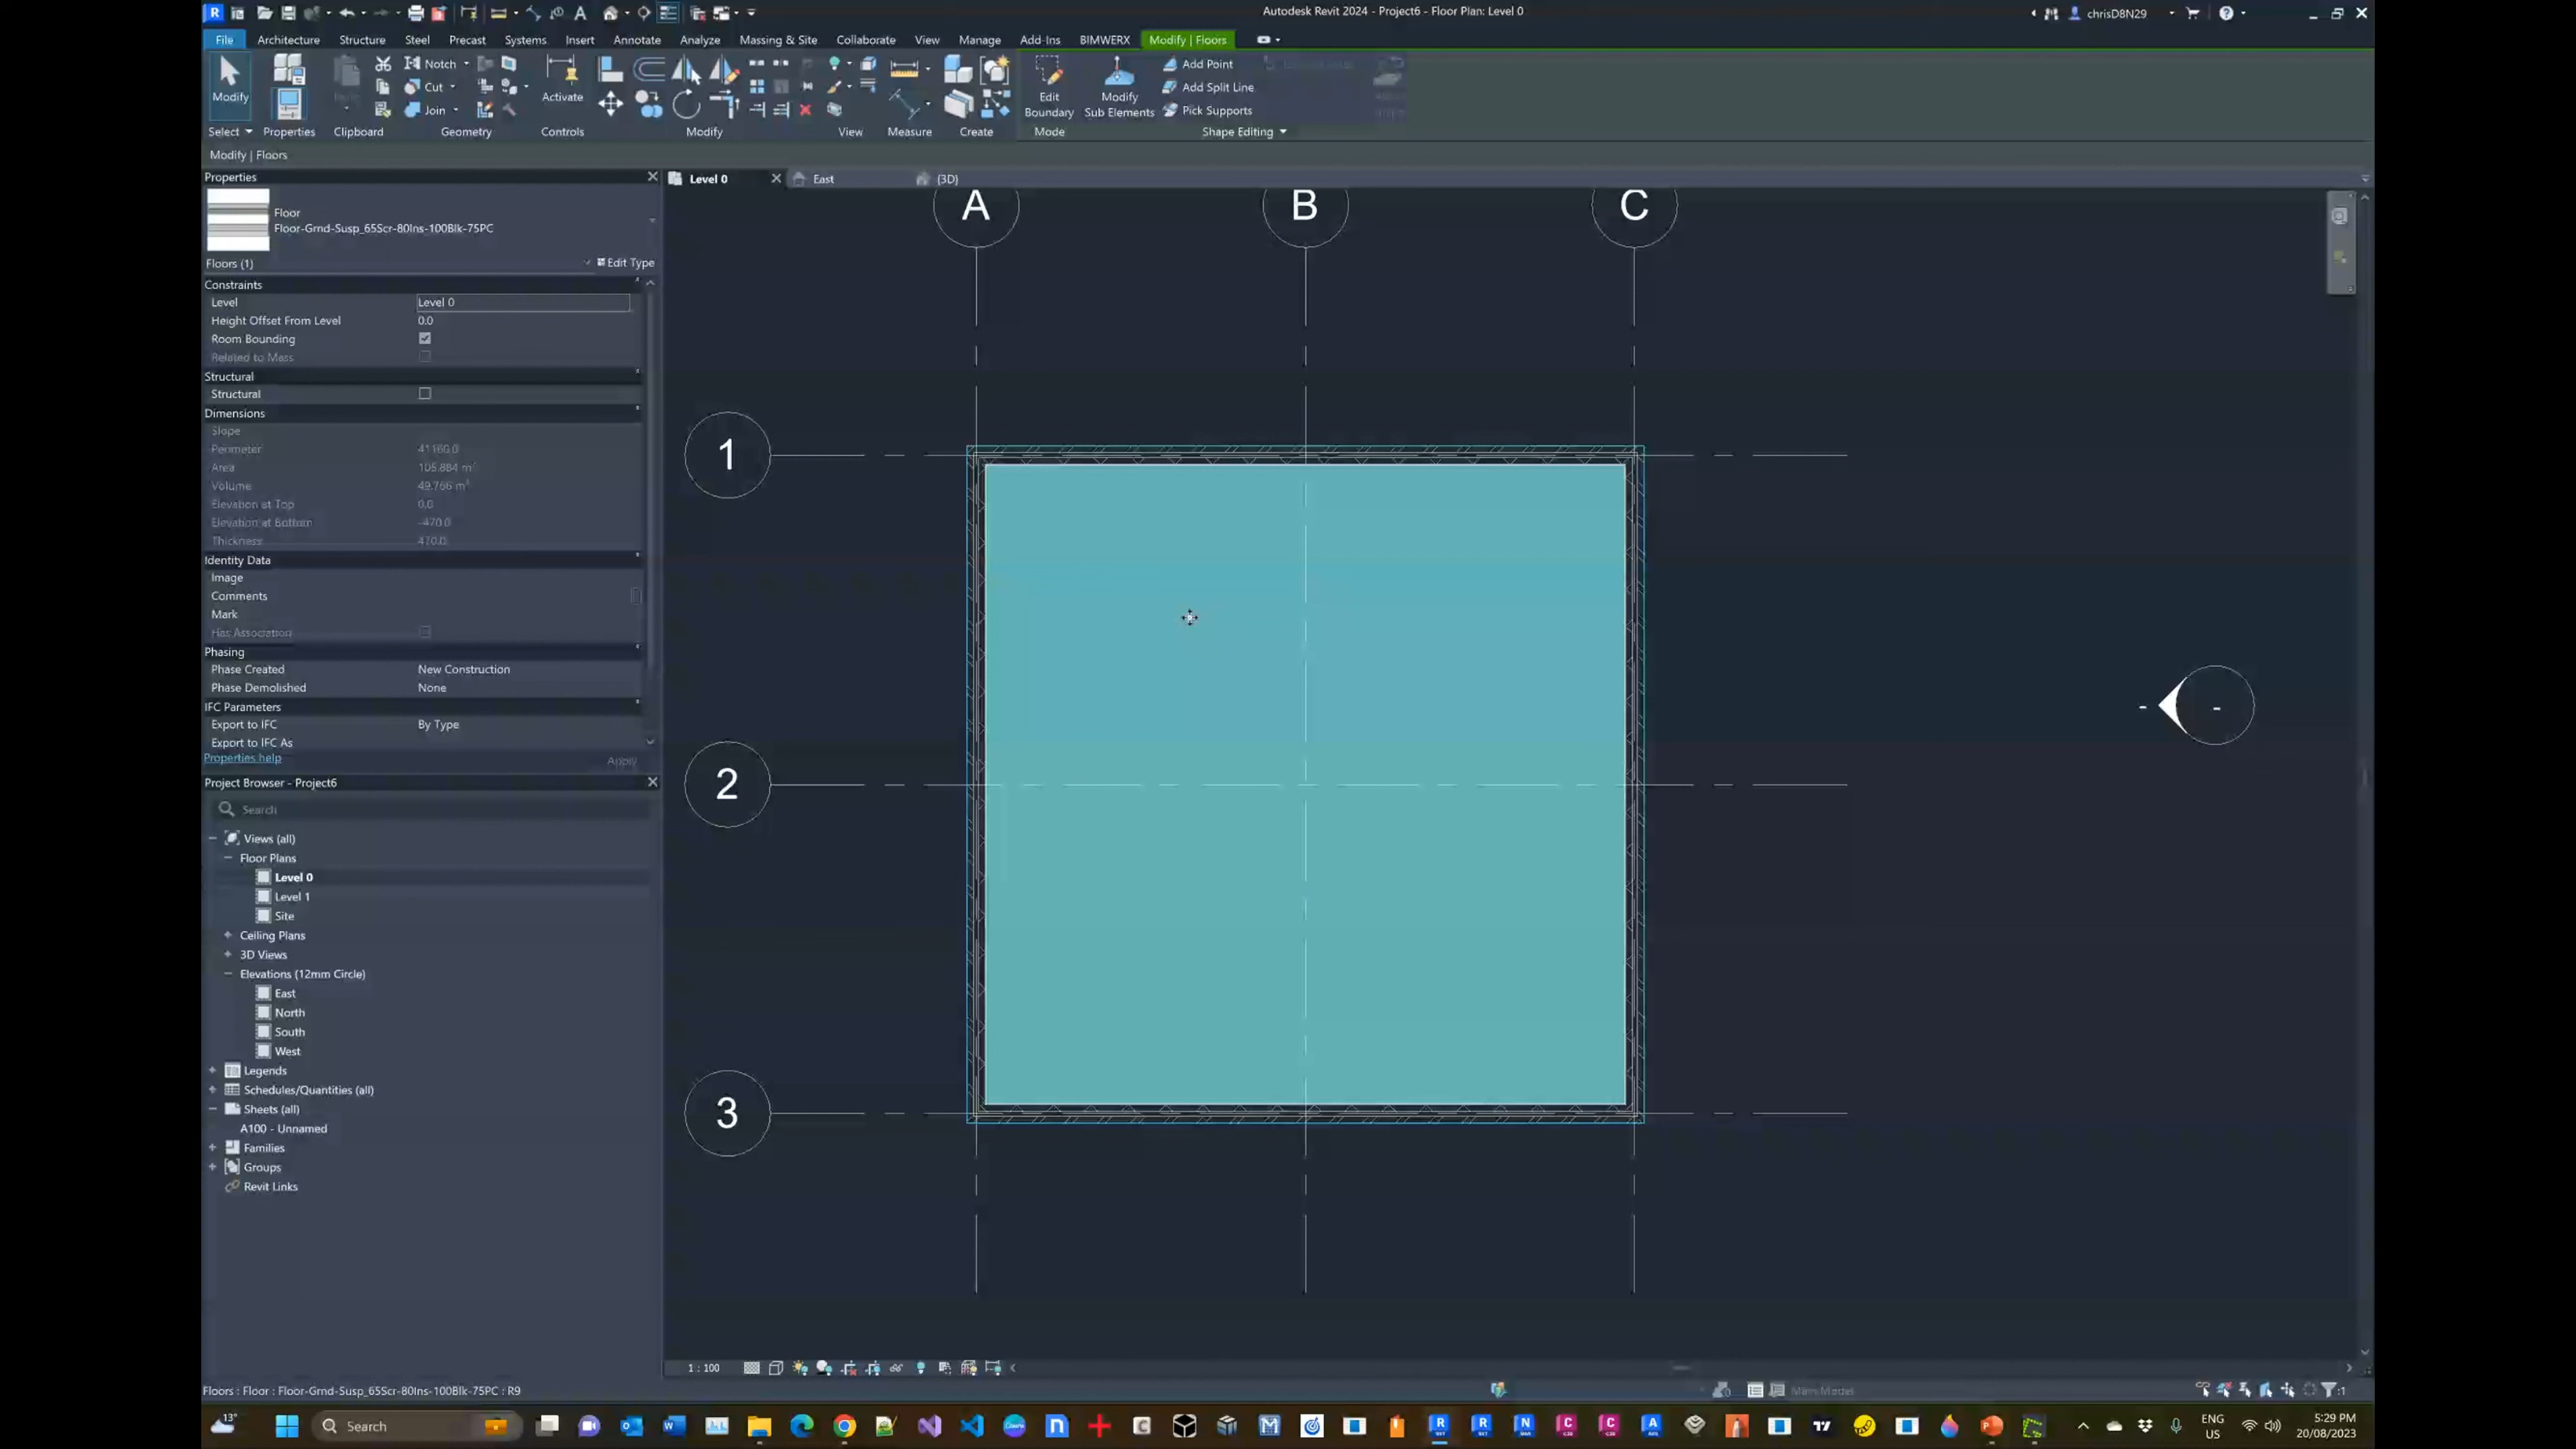 Autodesk Revit 2024 - Project6 - Floor Plan: Level 0
chrisD8N29
File Architecture Structure Steel Precast Systems Insert Annotate Analyze Massing & Site Collaborate View Manage Add-Ins BIMWERX Modify | Floors
Modify
Notch
Cut
Join
Activate
Edit Boundary
Modify Sub Elements
Add Point
Add Split Line
Pick Supports
Select Properties Clipboard Geometry Controls Modify View Measure Create Mode Shape Editing
Modify | Floors
Properties
Floor
Floor-Grnd-Susp_65Scr-80Ins-100Blk-75PC
Floors (1)
Edit Type
Constraints
Level Level 0
Height Offset From Level 0.0
Room Bounding
Related to Mass
Structural
Structural
Dimensions
Slope
Perimeter 41160.0
Area 105.884 m²
Volume 49.766 m³
Elevation at Top 0.0
Elevation at Bottom -470.0
Thickness 470.0
Identity Data
Image
Comments
Mark
Has Association
Phasing
Phase Created New Construction
Phase Demolished None
IFC Parameters
Export to IFC By Type
Export to IFC As
Properties help
Apply
Project Browser - Project6
Search
Views (all)
Floor Plans
Level 0
Level 1
Site
Ceiling Plans
3D Views
Elevations (12mm Circle)
East
North
South
West
Legends
Schedules/Quantities (all)
Sheets (all)
A100 - Unnamed
Families
Groups
Revit Links
Level 0
East
{3D}
A B C
1
2
3
- -
1 : 100
Floors : Floor : Floor-Grnd-Susp_65Scr-80Ins-100Blk-75PC : R9
Main Model
:1
13°
Search
ENG
US
5:29 PM
20/08/2023